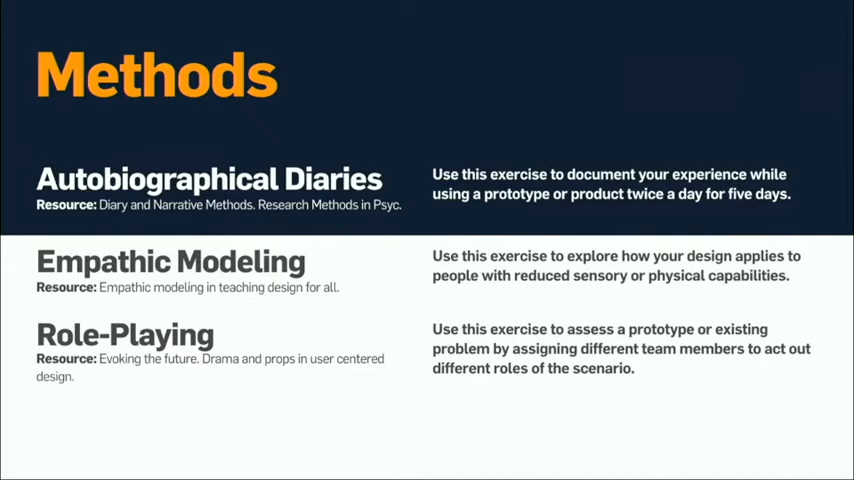 Methods
Autobiographical Diaries
Resource: Diary and Narrative Methods. Research Methods in Psyc.
Use this exercise to document your experience while
using a prototype or product twice a day for five days.
Empathic Modeling
Resource: Empathic modeling in teaching design for all.
Use this exercise to explore how your design applies to
people with reduced sensory or physical capabilities.
Role-Playing
Resource: Evoking the future. Drama and props in user centered
design.
Use this exercise to assess a prototype or existing
problem by assigning different team members to act out
different roles of the scenario.